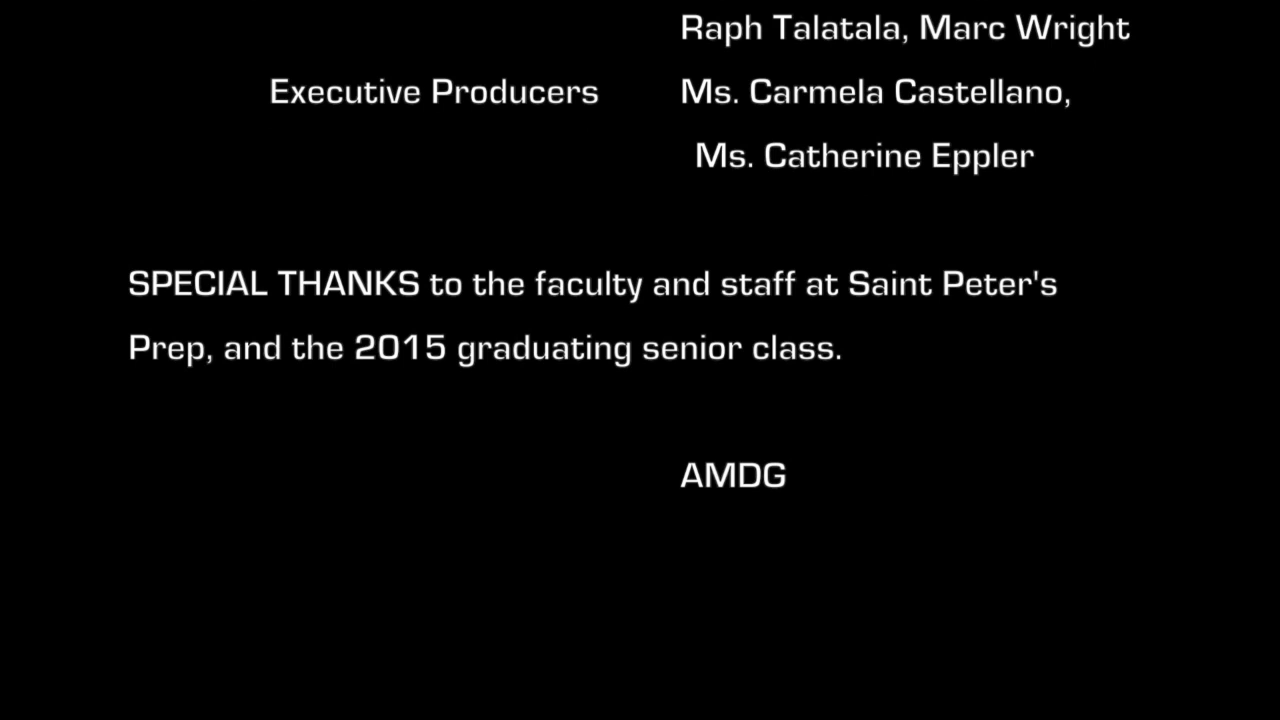 Raph Talatala, Marc Wright
Executive Producers Ms. Carmela Castellano,
Ms. Catherine Eppler
SPECIAL THANKS to the faculty and staff at Saint Peter's
Prep, and the 2015 graduating senior class.
AMDG